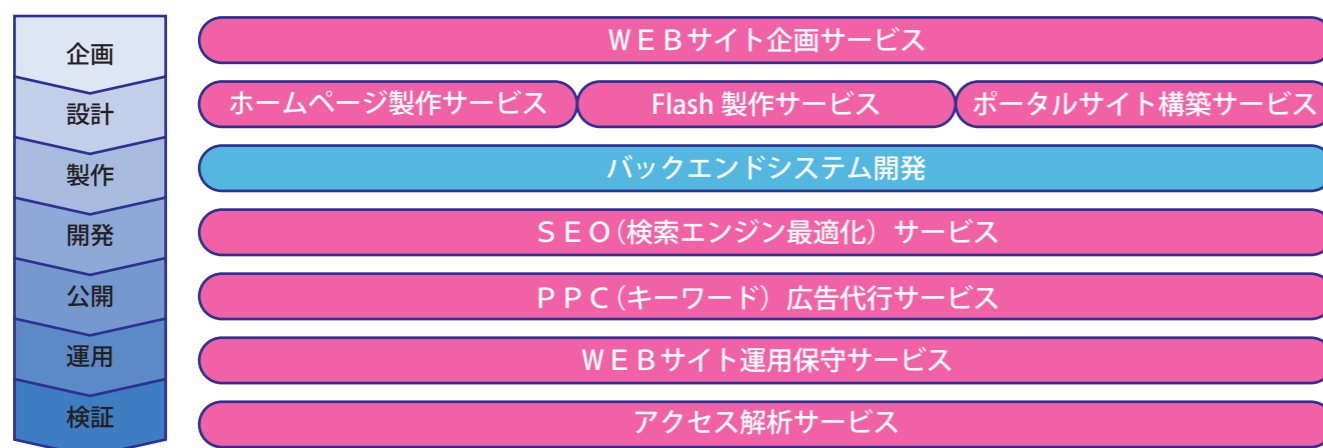 企画
WEBサイト企画サービス
設計
ホームページ製作サービス
Flash 製作サービス
ポータルサイト構築サービス
製作
バックエンドシステム開発
開発
SEO(検索エンジン最適化)サービス
公開
PPC(キーワード)広告代行サービス
運用
WEBサイト運用保守サービス
検証
アクセス解析サービス